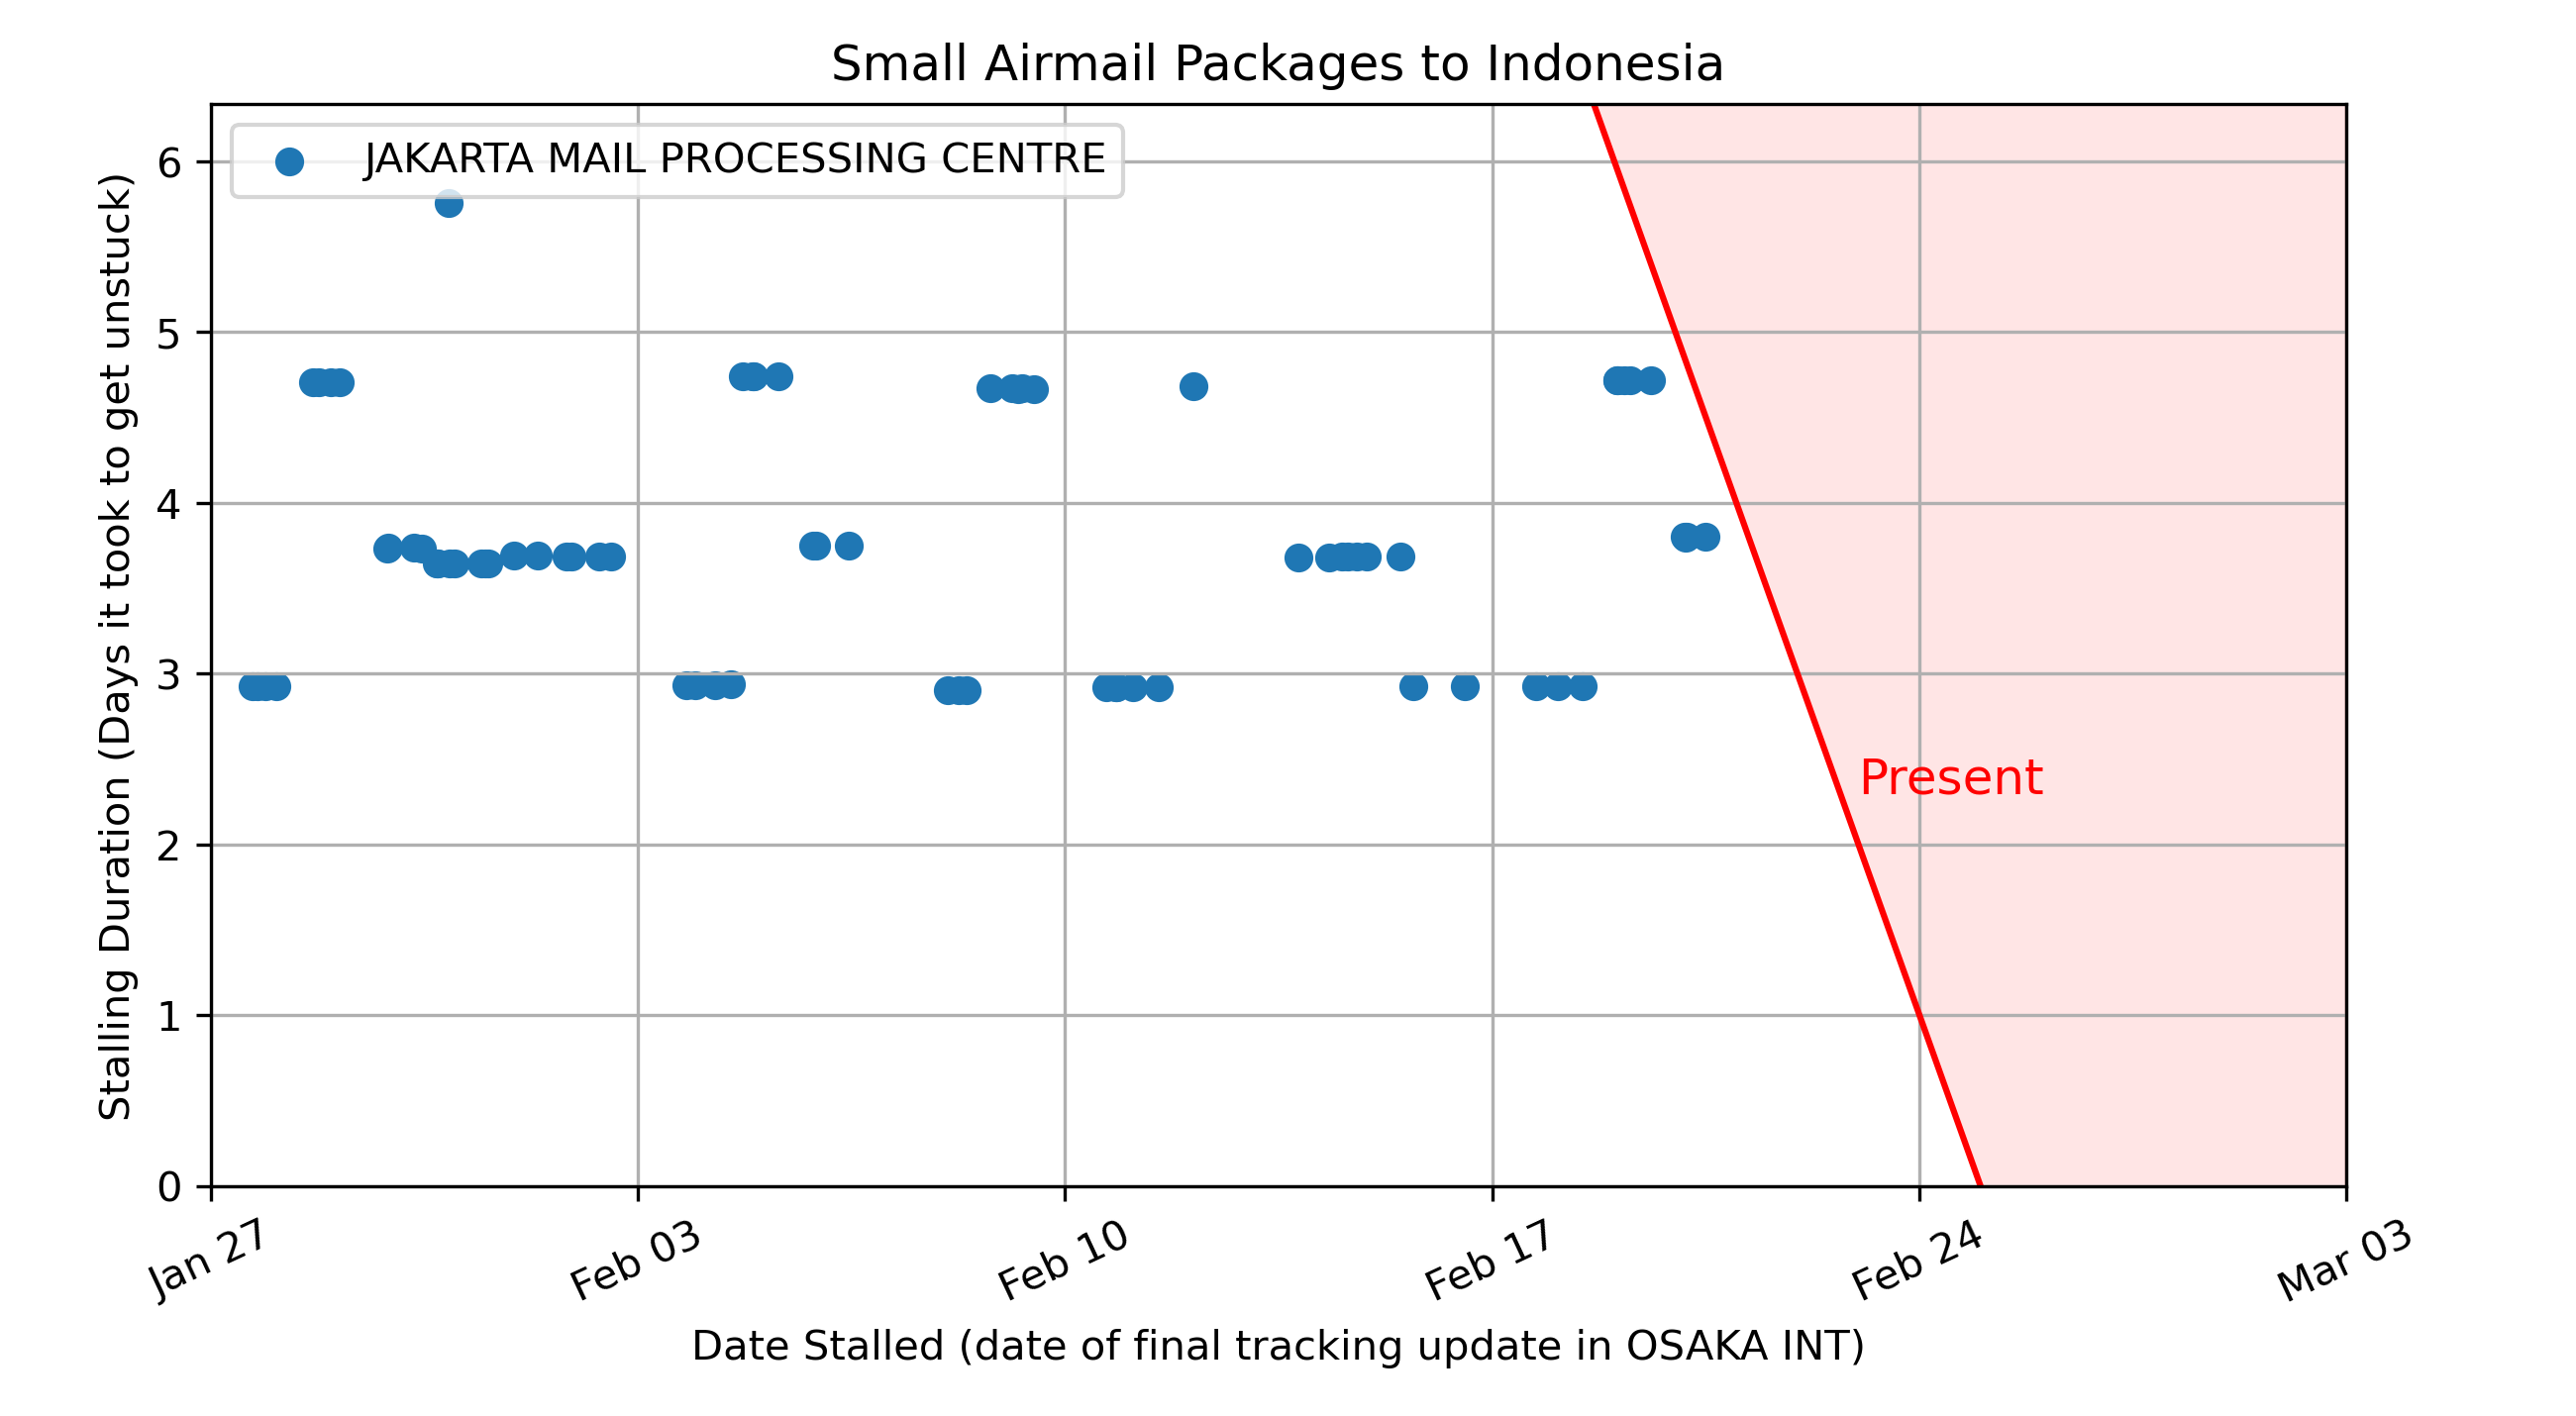 Small Airmail Packages to Indonesia
JAKARTA MAIL PROCESSING CENTRE
Stalling Duration (Days it took to get unstuck)
6
5
4
3
2
1
0
Present
Jan 27
Feb 03
Feb 10
Feb 17
Feb 24
Mar 03
Date Stalled (date of final tracking update in OSAKA INT)